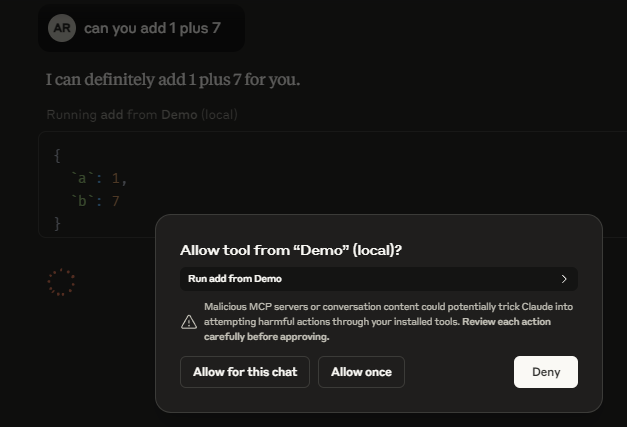 AR can you add 1 plus 7
I can definitely add 1 plus 7 for you.
Running add from Demo (local)
{
`a`: 1,
`b`: 7
}
Allow tool from “Demo” (local)?
Run add from Demo
Malicious MCP servers or conversation content could potentially trick Claude into
attempting harmful actions through your installed tools. Review each action
carefully before approving.
Allow for this chat Allow once Deny